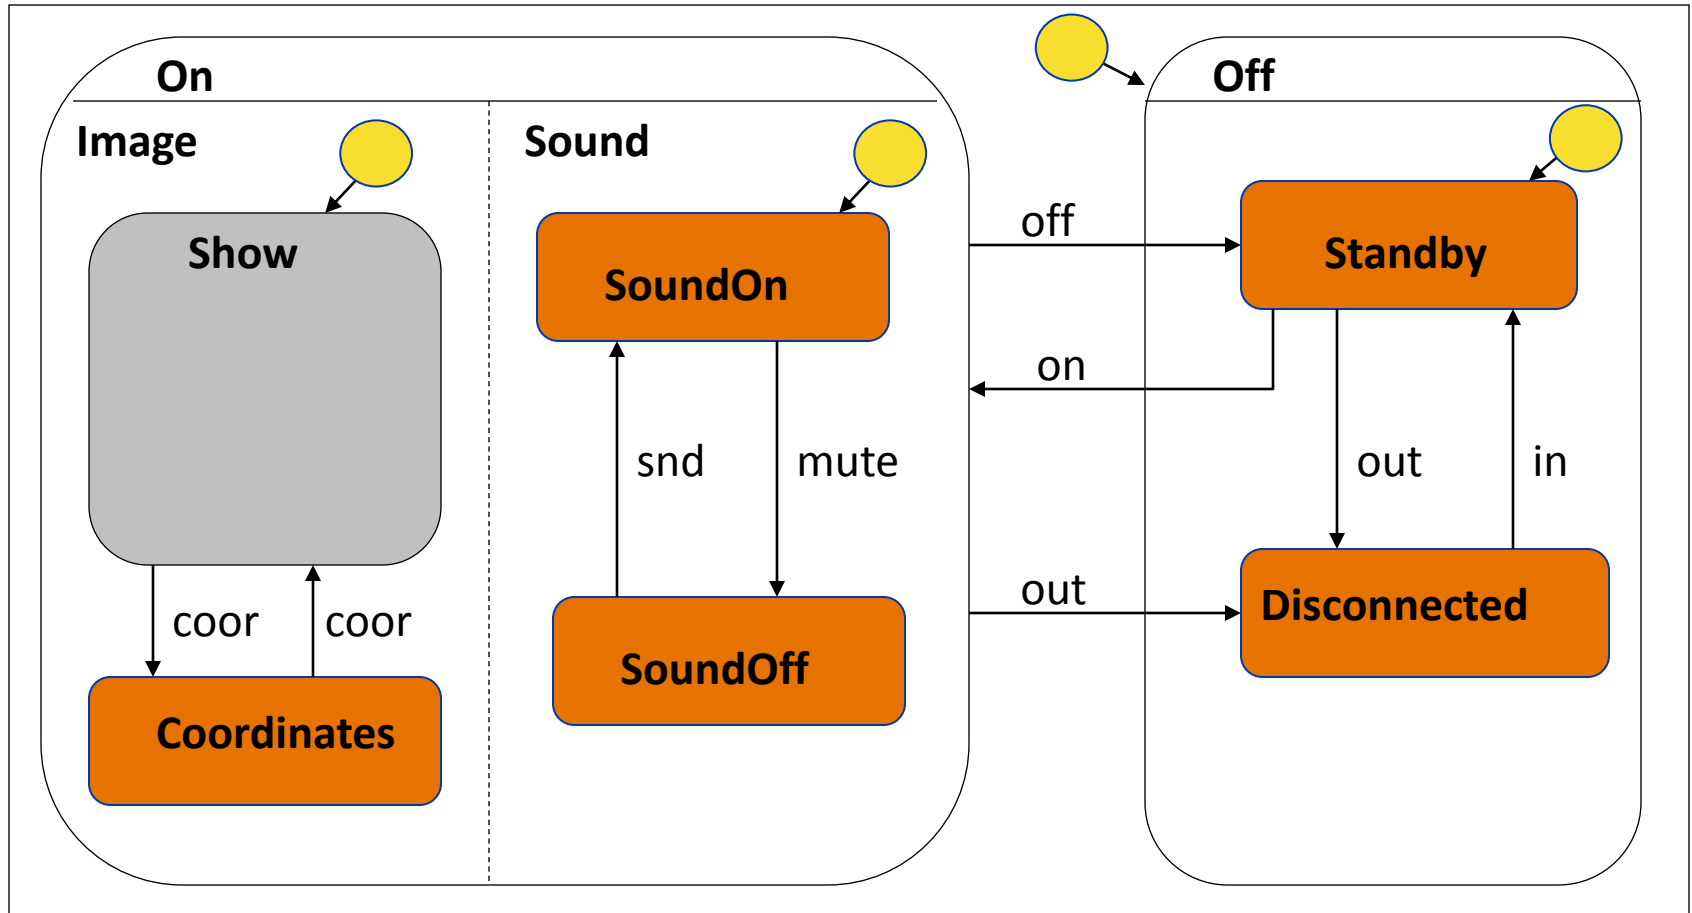 On
Off
Image
Sound
Show
SoundOn
off
Standby
on
snd
mute
out
in
coor
coor
out
Disconnected
SoundOff
Coordinates